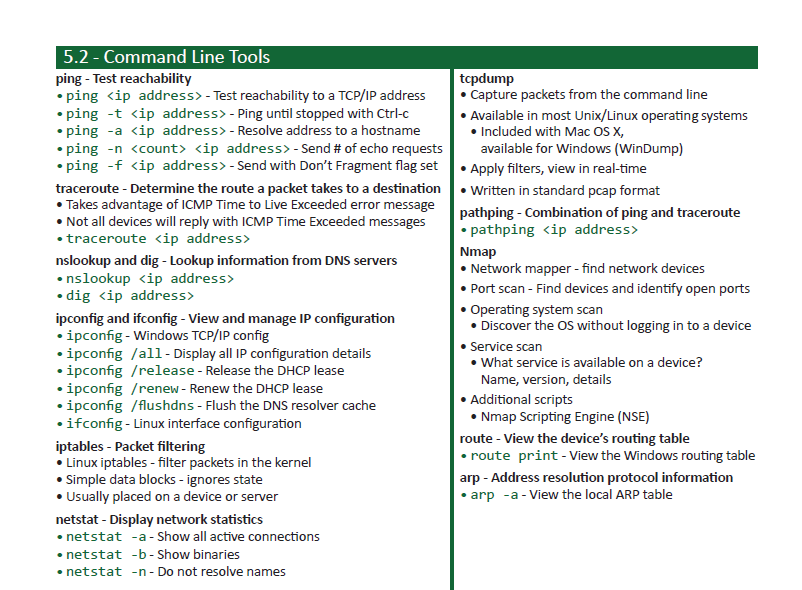 5.2 - Command Line Tools
ping - Test reachability
• ping <ip address> - Test reachability to a TCP/IP address
• ping -t <ip address> - Ping until stopped with Ctrl-c
• ping -a <ip address> - Resolve address to a hostname
• ping -n <count> <ip address> - Send # of echo requests
• ping -f <ip address> - Send with Don't Fragment flag set
traceroute - Determine the route a packet takes to a destination
• Takes advantage of ICMP Time to Live Exceeded error message
• Not all devices will reply with ICMP Time Exceeded messages
• traceroute <ip address>
nslookup and dig - Lookup information from DNS servers
• nslookup <ip address>
• dig <ip address>
ipconfig and ifconfig - View and manage IP configuration
• ipconfig - Windows TCP/IP config
• ipconfig /all - Display all IP configuration details
• ipconfig /release - Release the DHCP lease
• ipconfig /renew - Renew the DHCP lease
• ipconfig /flushdns - Flush the DNS resolver cache
• ifconfig - Linux interface configuration
iptables - Packet filtering
• Linux iptables - filter packets in the kernel
• Simple data blocks - ignores state
• Usually placed on a device or server
netstat - Display network statistics
• netstat -a - Show all active connections
• netstat -b - Show binaries
• netstat -n - Do not resolve names
tcpdump
• Capture packets from the command line
• Available in most Unix/Linux operating systems
• Included with Mac OS X,
available for Windows (WinDump)
• Apply filters, view in real-time
• Written in standard pcap format
pathping - Combination of ping and traceroute
• pathping <ip address>
Nmap
• Network mapper - find network devices
• Port scan - Find devices and identify open ports
• Operating system scan
• Discover the OS without logging in to a device
• Service scan
• What service is available on a device?
Name, version, details
• Additional scripts
• Nmap Scripting Engine (NSE)
route - View the device's routing table
• route print - View the Windows routing table
arp - Address resolution protocol information
• arp -a - View the local ARP table